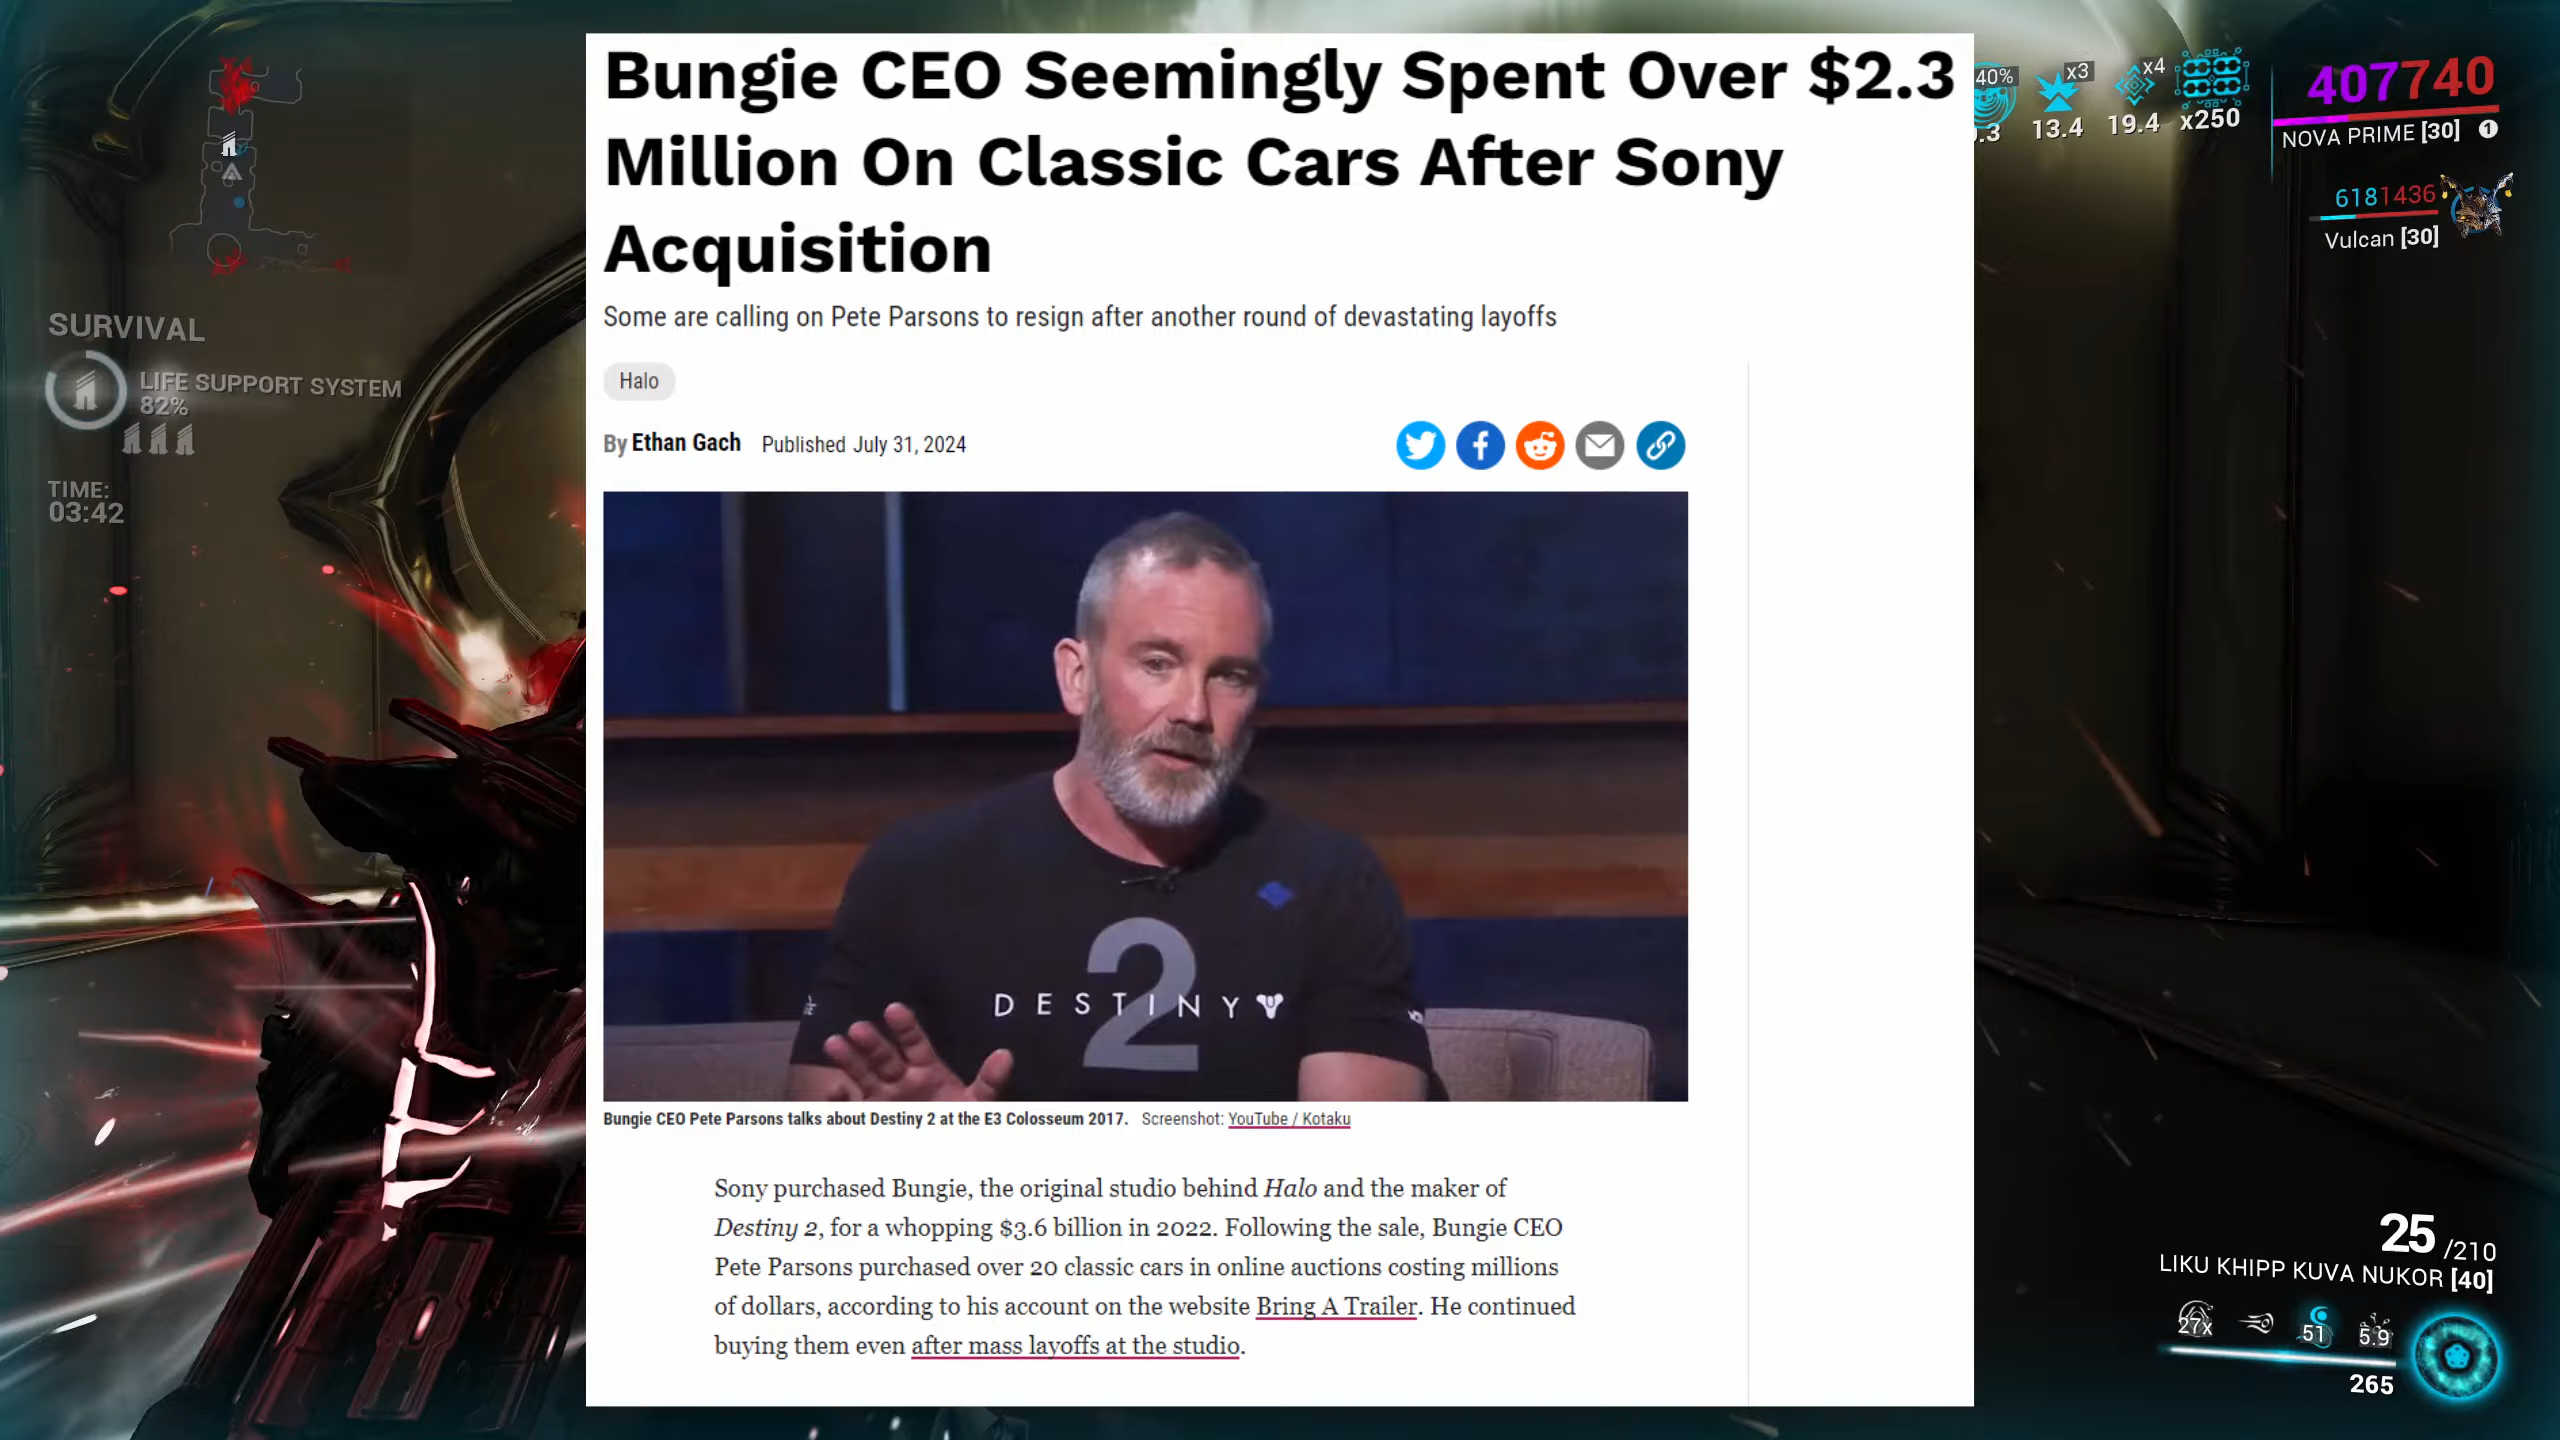 Bungie CEO Seemingly Spent Over $2.3
Million On Classic Cars After Sony
Acquisition
Some are calling on Pete Parsons to resign after another round of devastating layoffs
Halo
By Ethan Gach Published July 31, 2024
DESTINY
2
Bungie CEO Pete Parsons talks about Destiny 2 at the E3 Colosseum 2017. Screenshot: YouTube / Kotaku
Sony purchased Bungie, the original studio behind Halo and the maker of
Destiny 2, for a whopping $3.6 billion in 2022. Following the sale, Bungie CEO
Pete Parsons purchased over 20 classic cars in online auctions costing millions
of dollars, according to his account on the website Bring A Trailer. He continued
buying them even after mass layoffs at the studio.
SURVIVAL
LIFE SUPPORT SYSTEM
82%
TIME:
03:42
40% x3 x4
13.4 19.4 x250
407740
NOVA PRIME [30] 1
6181436
Vulcan [30]
25 /210
LIKU KHIPP KUVA NUKOR [40]
27x 51 5.9
265